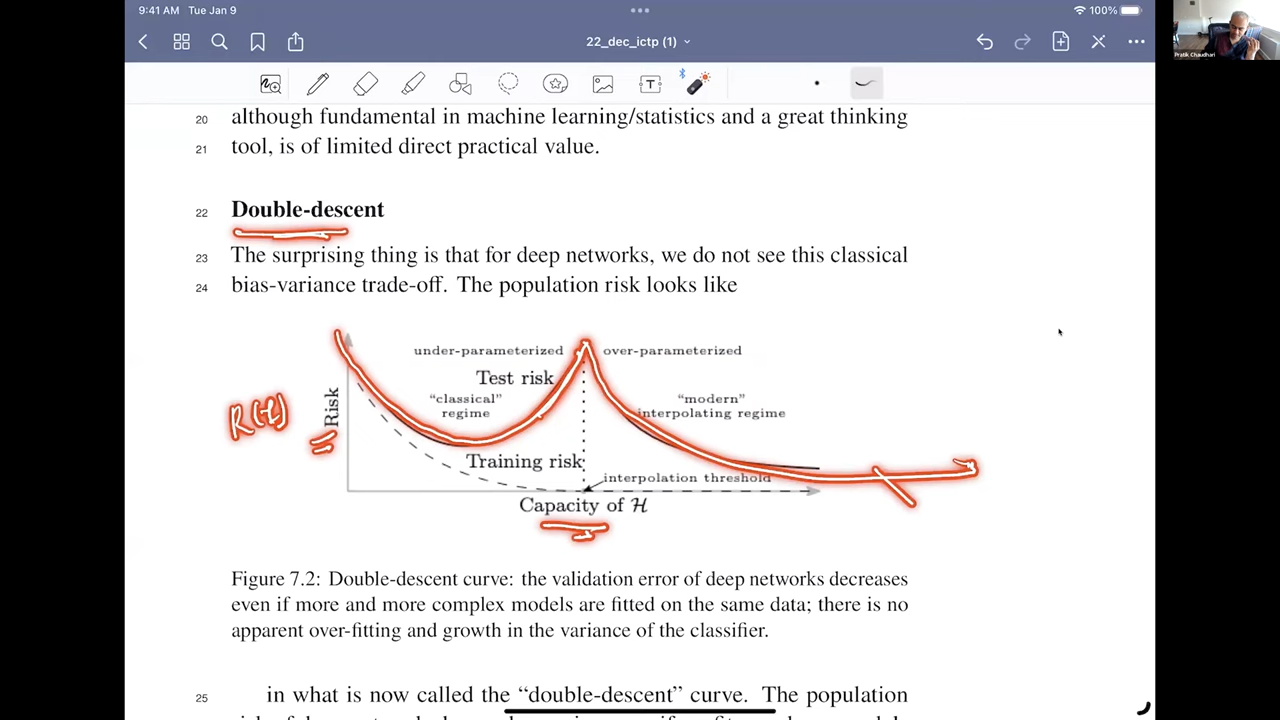 9:41 AM Tue Jan 9
100%
22_dec_ictp (1)
Pratik Chaudhari
T
20 although fundamental in machine learning/statistics and a great thinking
21 tool, is of limited direct practical value.
22 Double-descent
23 The surprising thing is that for deep networks, we do not see this classical
24 bias-variance trade-off. The population risk looks like
under-parameterized
over-parameterized
Test risk
"classical"
regime
"modern"
interpolating regime
Risk
Training risk
interpolation threshold
Capacity of ℋ
Figure 7.2: Double-descent curve: the validation error of deep networks decreases
even if more and more complex models are fitted on the same data; there is no
apparent over-fitting and growth in the variance of the classifier.
25 in what is now called the “double-descent” curve. The population